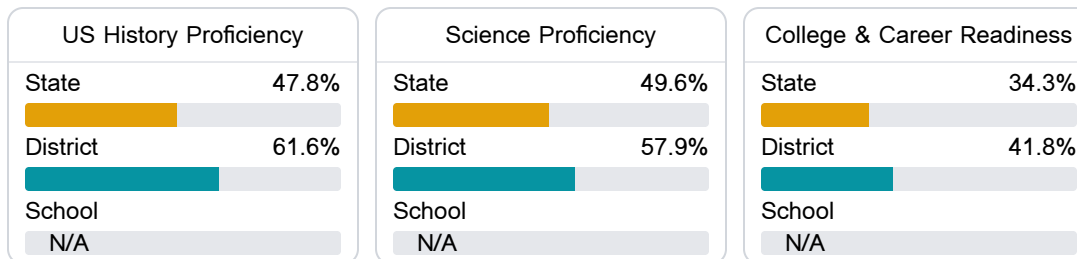 US History Proficiency
State 47.8%
District 61.6%
School
N/A
Science Proficiency
State 49.6%
District 57.9%
School
N/A
College & Career Readiness
State 34.3%
District 41.8%
School
N/A